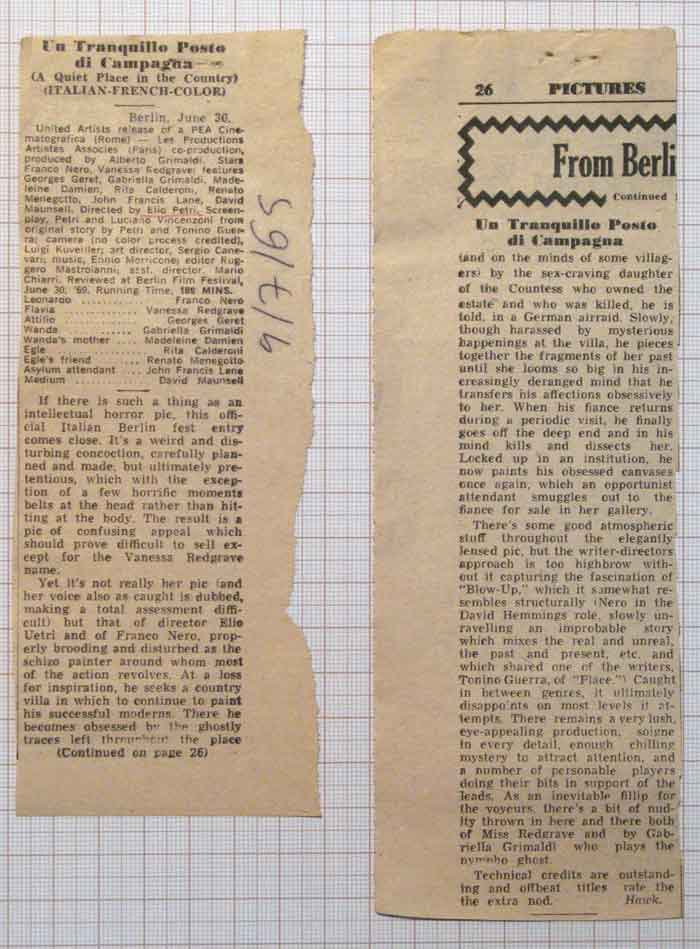 Un Tranquillo Posto
di Campagna
(A Quiet Place in the Country)
(ITALIAN-FRENCH-COLOR)
Berlin, June 30.
United Artists release of a PEA Cine-
matografica (Rome) — Les Productions
Artistes Associes (Paris) co-production,
produced by Alberto Grimaldi. Stars
Franco Nero, Vanessa Redgrave; features
Georges Geret, Gabriella Grimaldi, Made-
leine Damien, Rita Calderoni, Renato
Menegotto, John Francis Lane, David
Maunsell. Directed by Elio Petri. Screen-
play, Petri and Luciano Vincenzoni from
original story by Petri and Tonino Guer-
ra; camera (no color process credited),
Luigi Kuveiller; art director, Sergio Cane-
vari; music, Ennio Morricone; editor Rug-
gero Mastroianni; asst. director, Mario
Chiarri. Reviewed at Berlin Film Festival,
June 30, '69. Running Time, 105 MINS.
Leonardo .......... Franco Nero
Flavia .......... Vanessa Redgrave
Attilio .......... Georges Geret
Wanda .......... Gabriella Grimaldi
Wanda's mother .... Madeleine Damien
Egle .......... Rita Calderoni
Egle's friend ...... Renato Menegotto
Asylum attendant ... John Francis Lane
Medium .......... David Maunsell
If there is such a thing as an
intellectual horror pic, this offi-
cial Italian Berlin fest entry
comes close. It's a weird and dis-
turbing concoction, carefully plan-
ned and made, but ultimately pre-
tentious, which with the excep-
tion of a few horrific moments
belts at the head rather than hit-
ting at the body. The result is a
pic of confusing appeal which
should prove difficult to sell ex-
cept for the Vanessa Redgrave
name.
Yet it's not really her pic (and
her voice also as caught is dubbed,
making a total assessment diffi-
cult) but that of director Elio
Uetri and of Franco Nero, prop-
erly brooding and disturbed as the
schizo painter around whom most
of the action revolves. At a loss
for inspiration, he seeks a country
villa in which to continue to paint
his successful moderns. There he
becomes obsessed by the ghostly
traces left throughout the place
(Continued on page 26)
9/7/69
26 PICTURES
From Berli
Continued
Un Tranquillo Posto
di Campagna
(and on the minds of some villag-
ers) by the sex-craving daughter
of the Countess who owned the
estate and who was killed, he is
told, in a German airraid. Slowly,
though harassed by mysterious
happenings at the villa, he pieces
together the fragments of her past
until she looms so big in his in-
creasingly deranged mind that he
transfers his affections obsessively
to her. When his fiance returns
during a periodic visit, he finally
goes off the deep end and in his
mind kills and dissects her.
Locked up in an institution, he
now paints his obsessed canvases
once again, which an opportunist
attendant smuggles out to the
fiance for sale in her gallery.
There's some good atmospheric
stuff throughout the elegantly
lensed pic, but the writer-directors
approach is too highbrow with-
out it capturing the fascination of
"Blow-Up," which it somewhat re-
sembles structurally (Nero in the
David Hemmings role, slowly un-
ravelling an improbable story
which mixes the real and unreal,
the past and present, etc. and
which shared one of the writers,
Tonino Guerra, of "Place.") Caught
in between genres, it ultimately
disappoints on most levels it at-
tempts. There remains a very lush,
eye-appealing production, soigne
in every detail, enough chilling
mystery to attract attention, and
a number of personable players
doing their bits in support of the
leads. As an inevitable fillip for
the voyeurs, there's a bit of nud-
ity thrown in here and there both
of Miss Redgrave and by Gab-
riella Grimaldi who plays the
nympho ghost.
Technical credits are outstand-
ing and offbeat titles rate the
the extra nod. Hawk.